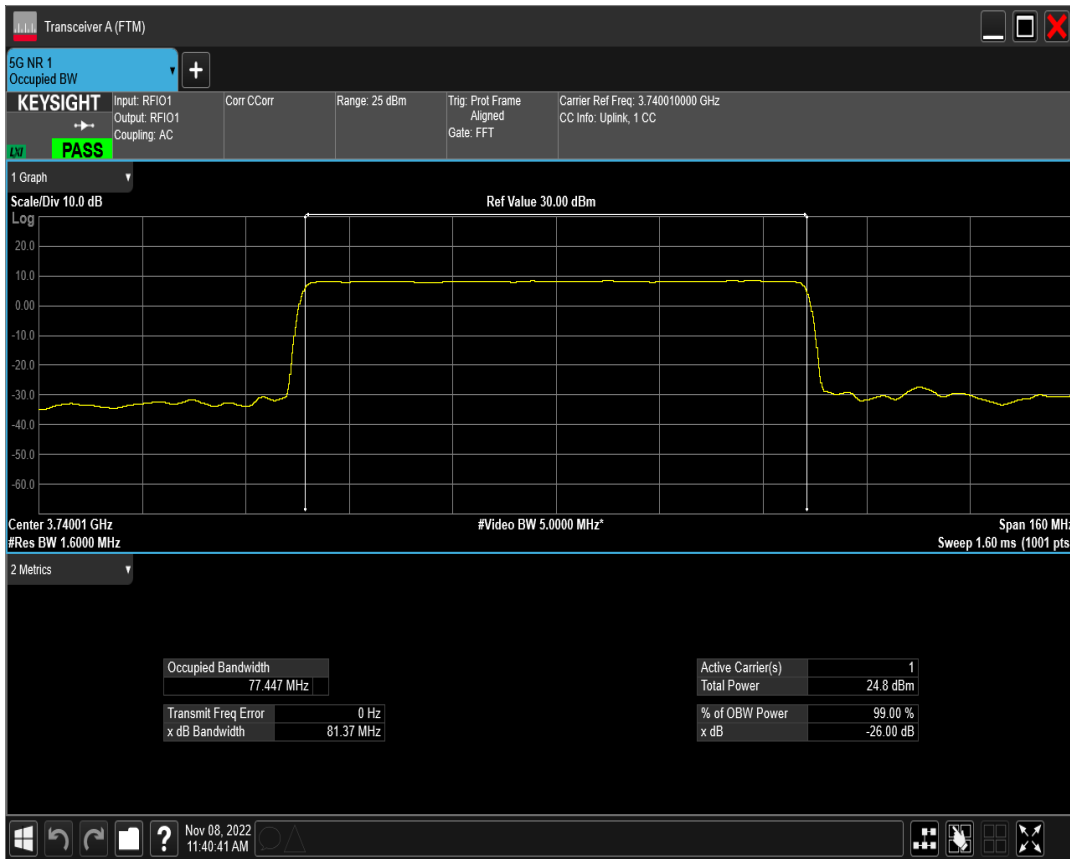 Transceiver A (FTM)
5G NR 1
Occupied BW
+
KEYSIGHT
LXI
PASS
Input: RFIO1
Output: RFIO1
Coupling: AC
Corr CCorr
Range: 25 dBm
Trig: Prot Frame
Aligned
Gate: FFT
Carrier Ref Freq: 3.740010000 GHz
CC Info: Uplink, 1 CC
1 Graph
Scale/Div 10.0 dB
Ref Value 30.00 dBm
Log
20.0
10.0
0.00
-10.0
-20.0
-30.0
-40.0
-50.0
-60.0
Center 3.74001 GHz
#Video BW 5.0000 MHz*
Span 160 MHz
#Res BW 1.6000 MHz
Sweep 1.60 ms (1001 pts
2 Metrics
Occupied Bandwidth
77.447 MHz
Transmit Freq Error 0 Hz
x dB Bandwidth 81.37 MHz
Active Carrier(s) 1
Total Power 24.8 dBm
% of OBW Power 99.00 %
x dB -26.00 dB
?
Nov 08, 2022
11:40:41 AM